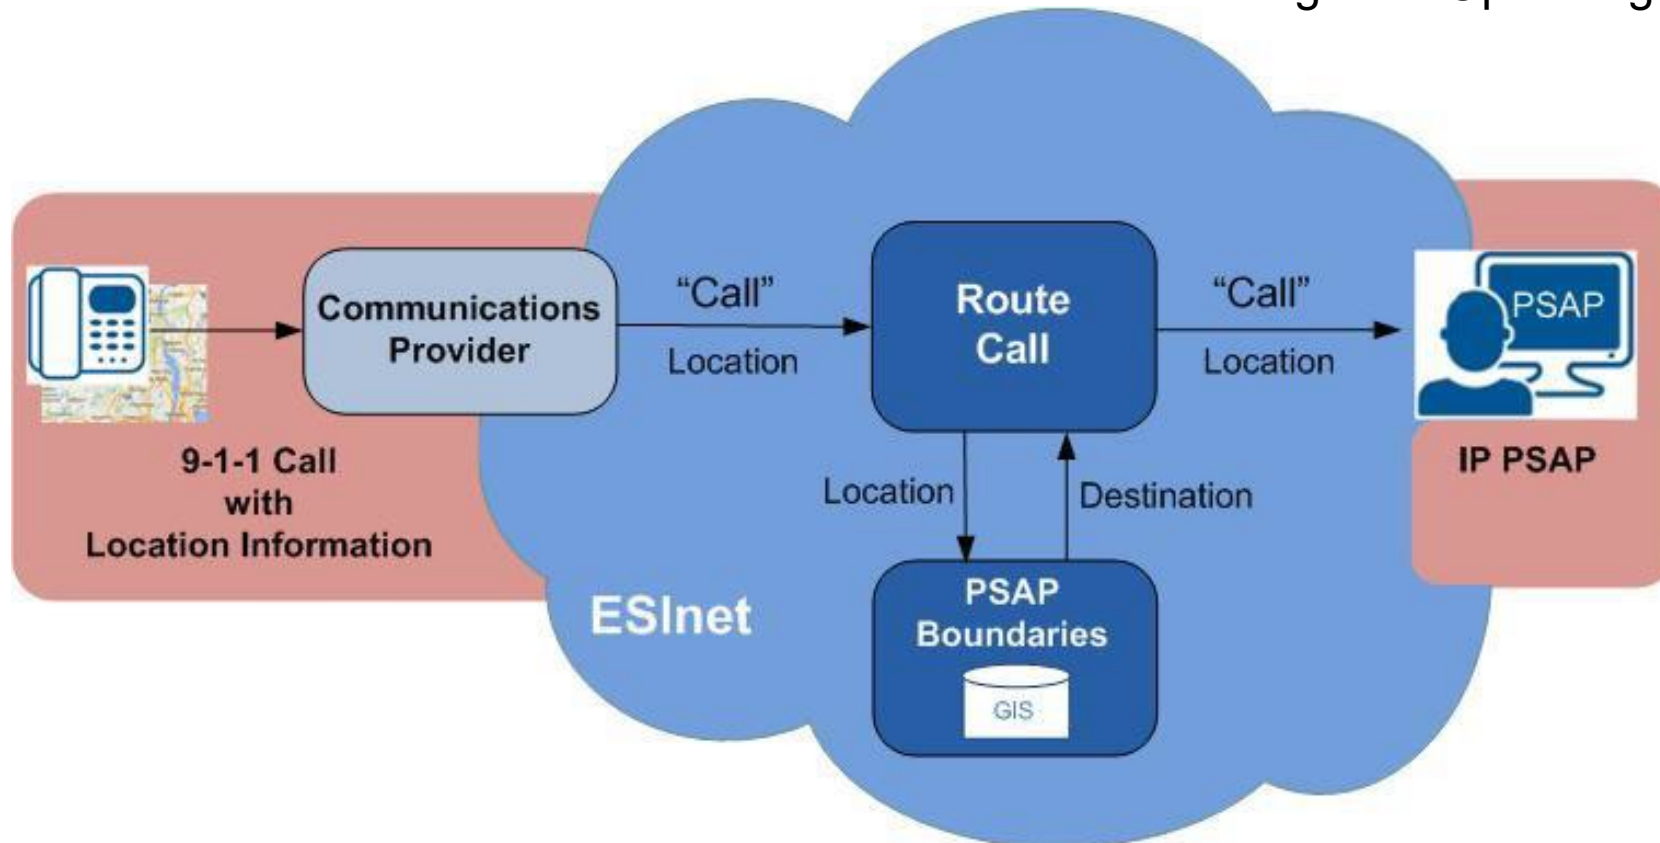 Communications
Provider
"Call"
Location
Route
Call
"Call"
Location
PSAP
9-1-1 Call
with
Location Information
IP PSAP
Location
Destination
ESInet
PSAP
Boundaries
GIS